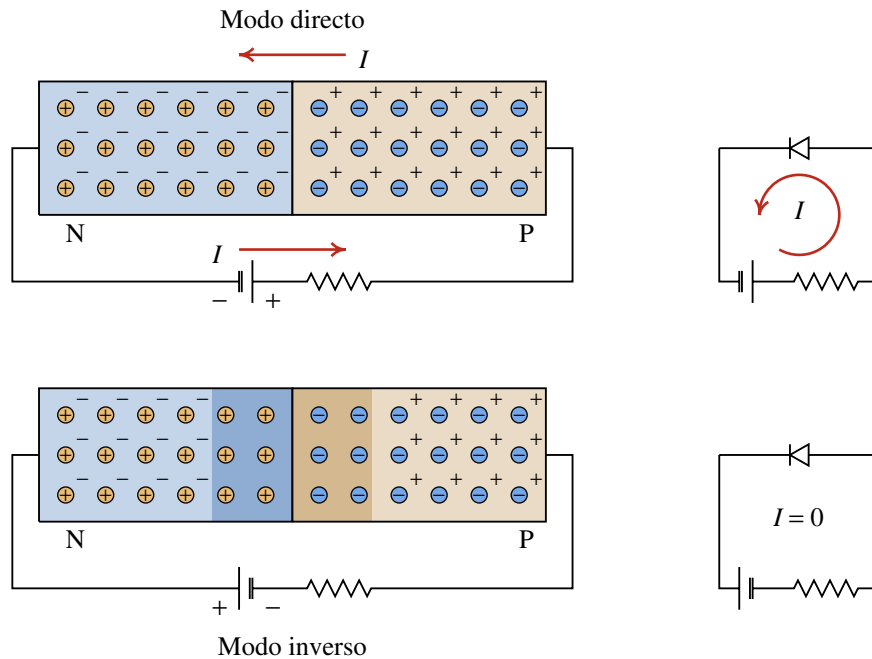 Modo directo
I
N
P
I
− +
I
N
P
I = 0
+ −
Modo inverso